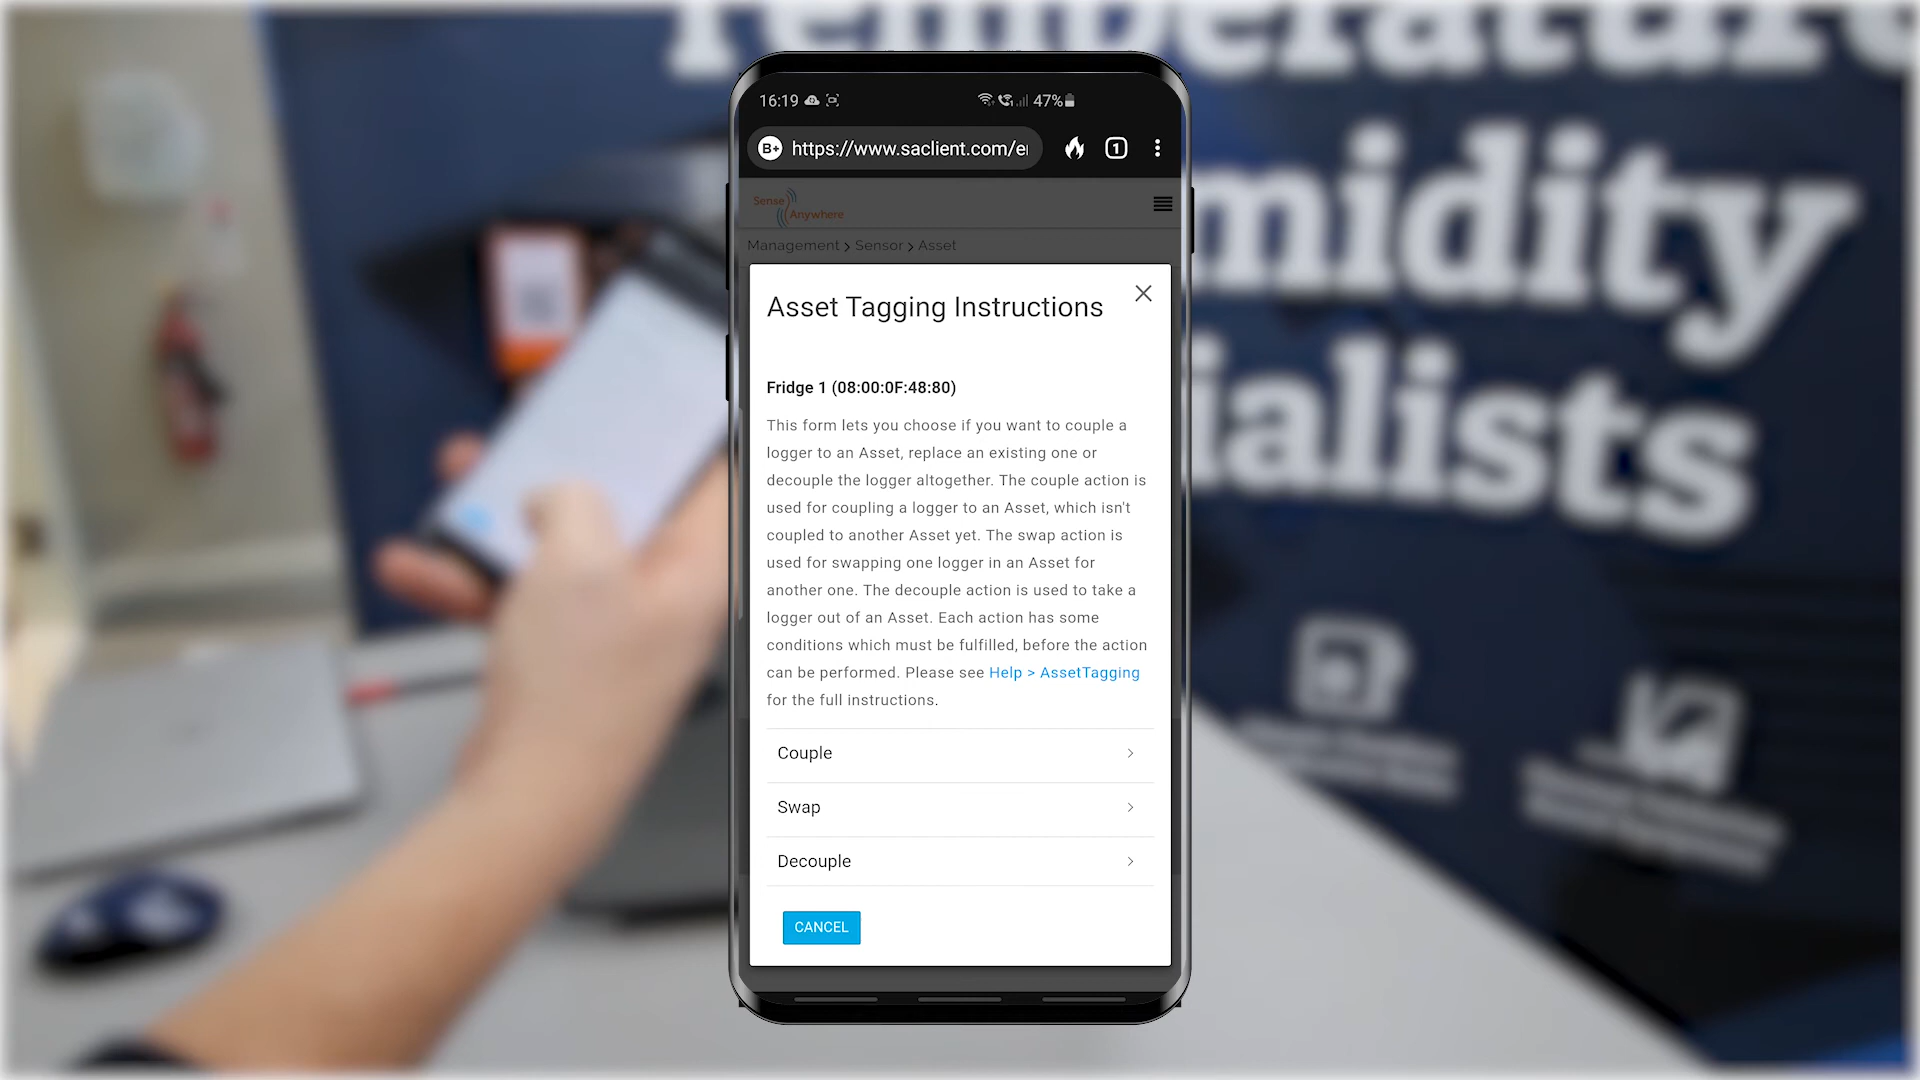 Temperature
midity
ialists
16:19
47%
B+
https://www.saclient.com/e
1
Sense
Anywhere
Management > Sensor > Asset
Asset Tagging Instructions
Fridge 1 (08:00:0F:48:80)
This form lets you choose if you want to couple a
logger to an Asset, replace an existing one or
decouple the logger altogether. The couple action is
used for coupling a logger to an Asset, which isn't
coupled to another Asset yet. The swap action is
used for swapping one logger in an Asset for
another one. The decouple action is used to take a
logger out of an Asset. Each action has some
conditions which must be fulfilled, before the action
can be performed. Please see Help > AssetTagging
for the full instructions.
Couple
Swap
Decouple
CANCEL